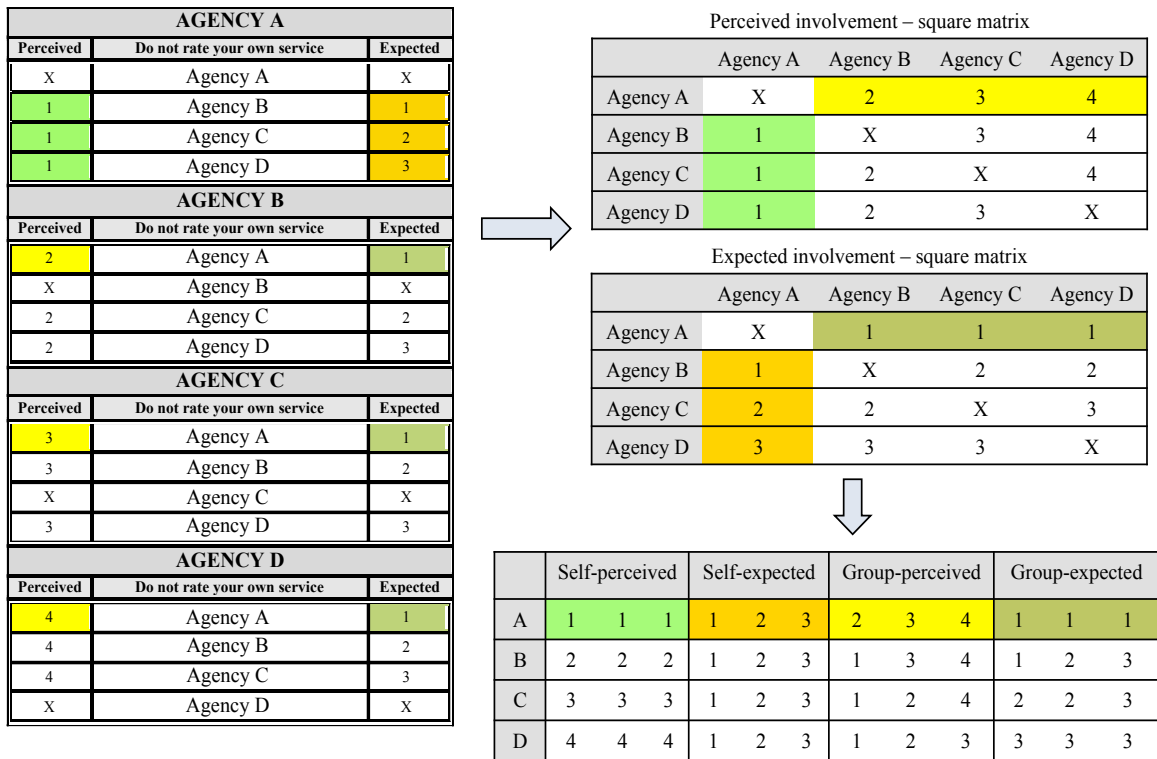 AGENCY A
Perceived Do not rate your own service Expected
X Agency A X
1 Agency B 1
1 Agency C 2
1 Agency D 3
AGENCY B
Perceived Do not rate your own service Expected
2 Agency A 1
X Agency B X
2 Agency C 2
2 Agency D 3
AGENCY C
Perceived Do not rate your own service Expected
3 Agency A 1
3 Agency B 2
X Agency C X
3 Agency D 3
AGENCY D
Perceived Do not rate your own service Expected
4 Agency A 1
4 Agency B 2
4 Agency C 3
X Agency D X
Perceived involvement – square matrix
Agency A Agency B Agency C Agency D
Agency A X 2 3 4
Agency B 1 X 3 4
Agency C 1 2 X 4
Agency D 1 2 3 X
Expected involvement – square matrix
Agency A Agency B Agency C Agency D
Agency A X 1 1 1
Agency B 1 X 2 2
Agency C 2 2 X 3
Agency D 3 3 3 X
Self-perceived Self-expected Group-perceived Group-expected
A 1 1 1 1 2 3 2 3 4 1 1 1
B 2 2 2 1 2 3 1 3 4 1 2 3
C 3 3 3 1 2 3 1 2 4 2 2 3
D 4 4 4 1 2 3 1 2 3 3 3 3